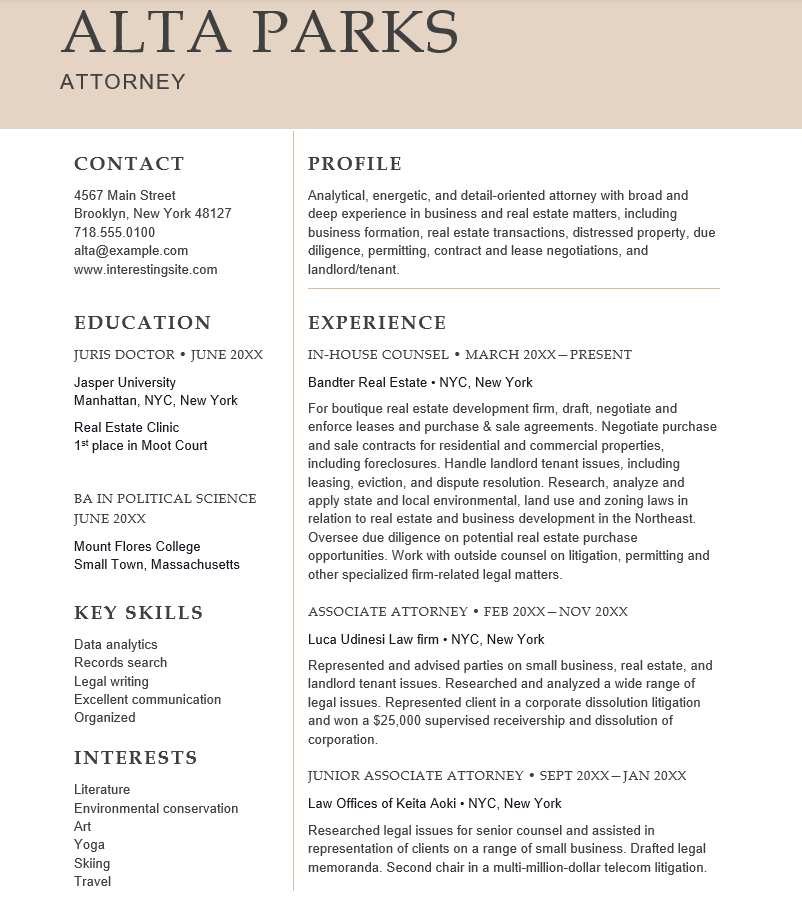 ALTA PARKS
ATTORNEY
CONTACT
4567 Main Street
Brooklyn, New York 48127
718.555.0100
alta@example.com
www.interestingsite.com
EDUCATION
JURIS DOCTOR • JUNE 20XX
Jasper University
Manhattan, NYC, New York
Real Estate Clinic
1st place in Moot Court
BA IN POLITICAL SCIENCE
JUNE 20XX
Mount Flores College
Small Town, Massachusetts
KEY SKILLS
Data analytics
Records search
Legal writing
Excellent communication
Organized
INTERESTS
Literature
Environmental conservation
Art
Yoga
Skiing
Travel
PROFILE
Analytical, energetic, and detail-oriented attorney with broad and
deep experience in business and real estate matters, including
business formation, real estate transactions, distressed property, due
diligence, permitting, contract and lease negotiations, and
landlord/tenant.
EXPERIENCE
IN-HOUSE COUNSEL • MARCH 20XX—PRESENT
Bandter Real Estate • NYC, New York
For boutique real estate development firm, draft, negotiate and
enforce leases and purchase & sale agreements. Negotiate purchase
and sale contracts for residential and commercial properties,
including foreclosures. Handle landlord tenant issues, including
leasing, eviction, and dispute resolution. Research, analyze and
apply state and local environmental, land use and zoning laws in
relation to real estate and business development in the Northeast.
Oversee due diligence on potential real estate purchase
opportunities. Work with outside counsel on litigation, permitting and
other specialized firm-related legal matters.
ASSOCIATE ATTORNEY • FEB 20XX—NOV 20XX
Luca Udinesi Law firm • NYC, New York
Represented and advised parties on small business, real estate, and
landlord tenant issues. Researched and analyzed a wide range of
legal issues. Represented client in a corporate dissolution litigation
and won a $25,000 supervised receivership and dissolution of
corporation.
JUNIOR ASSOCIATE ATTORNEY • SEPT 20XX—JAN 20XX
Law Offices of Keita Aoki • NYC, New York
Researched legal issues for senior counsel and assisted in
representation of clients on a range of small business. Drafted legal
memoranda. Second chair in a multi-million-dollar telecom litigation.